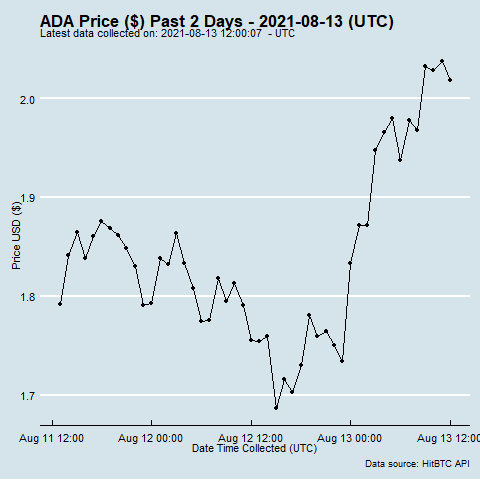 ADA Price ($) Past 2 Days - 2021-08-13 (UTC)
Latest data collected on: 2021-08-13 12:00:07 - UTC
Price USD ($)
2.0
1.9
1.8
1.7
Aug 11 12:00 Aug 12 00:00 Aug 12 12:00 Aug 13 00:00 Aug 13 12:00
Date Time Collected (UTC)
Data source: HitBTC API